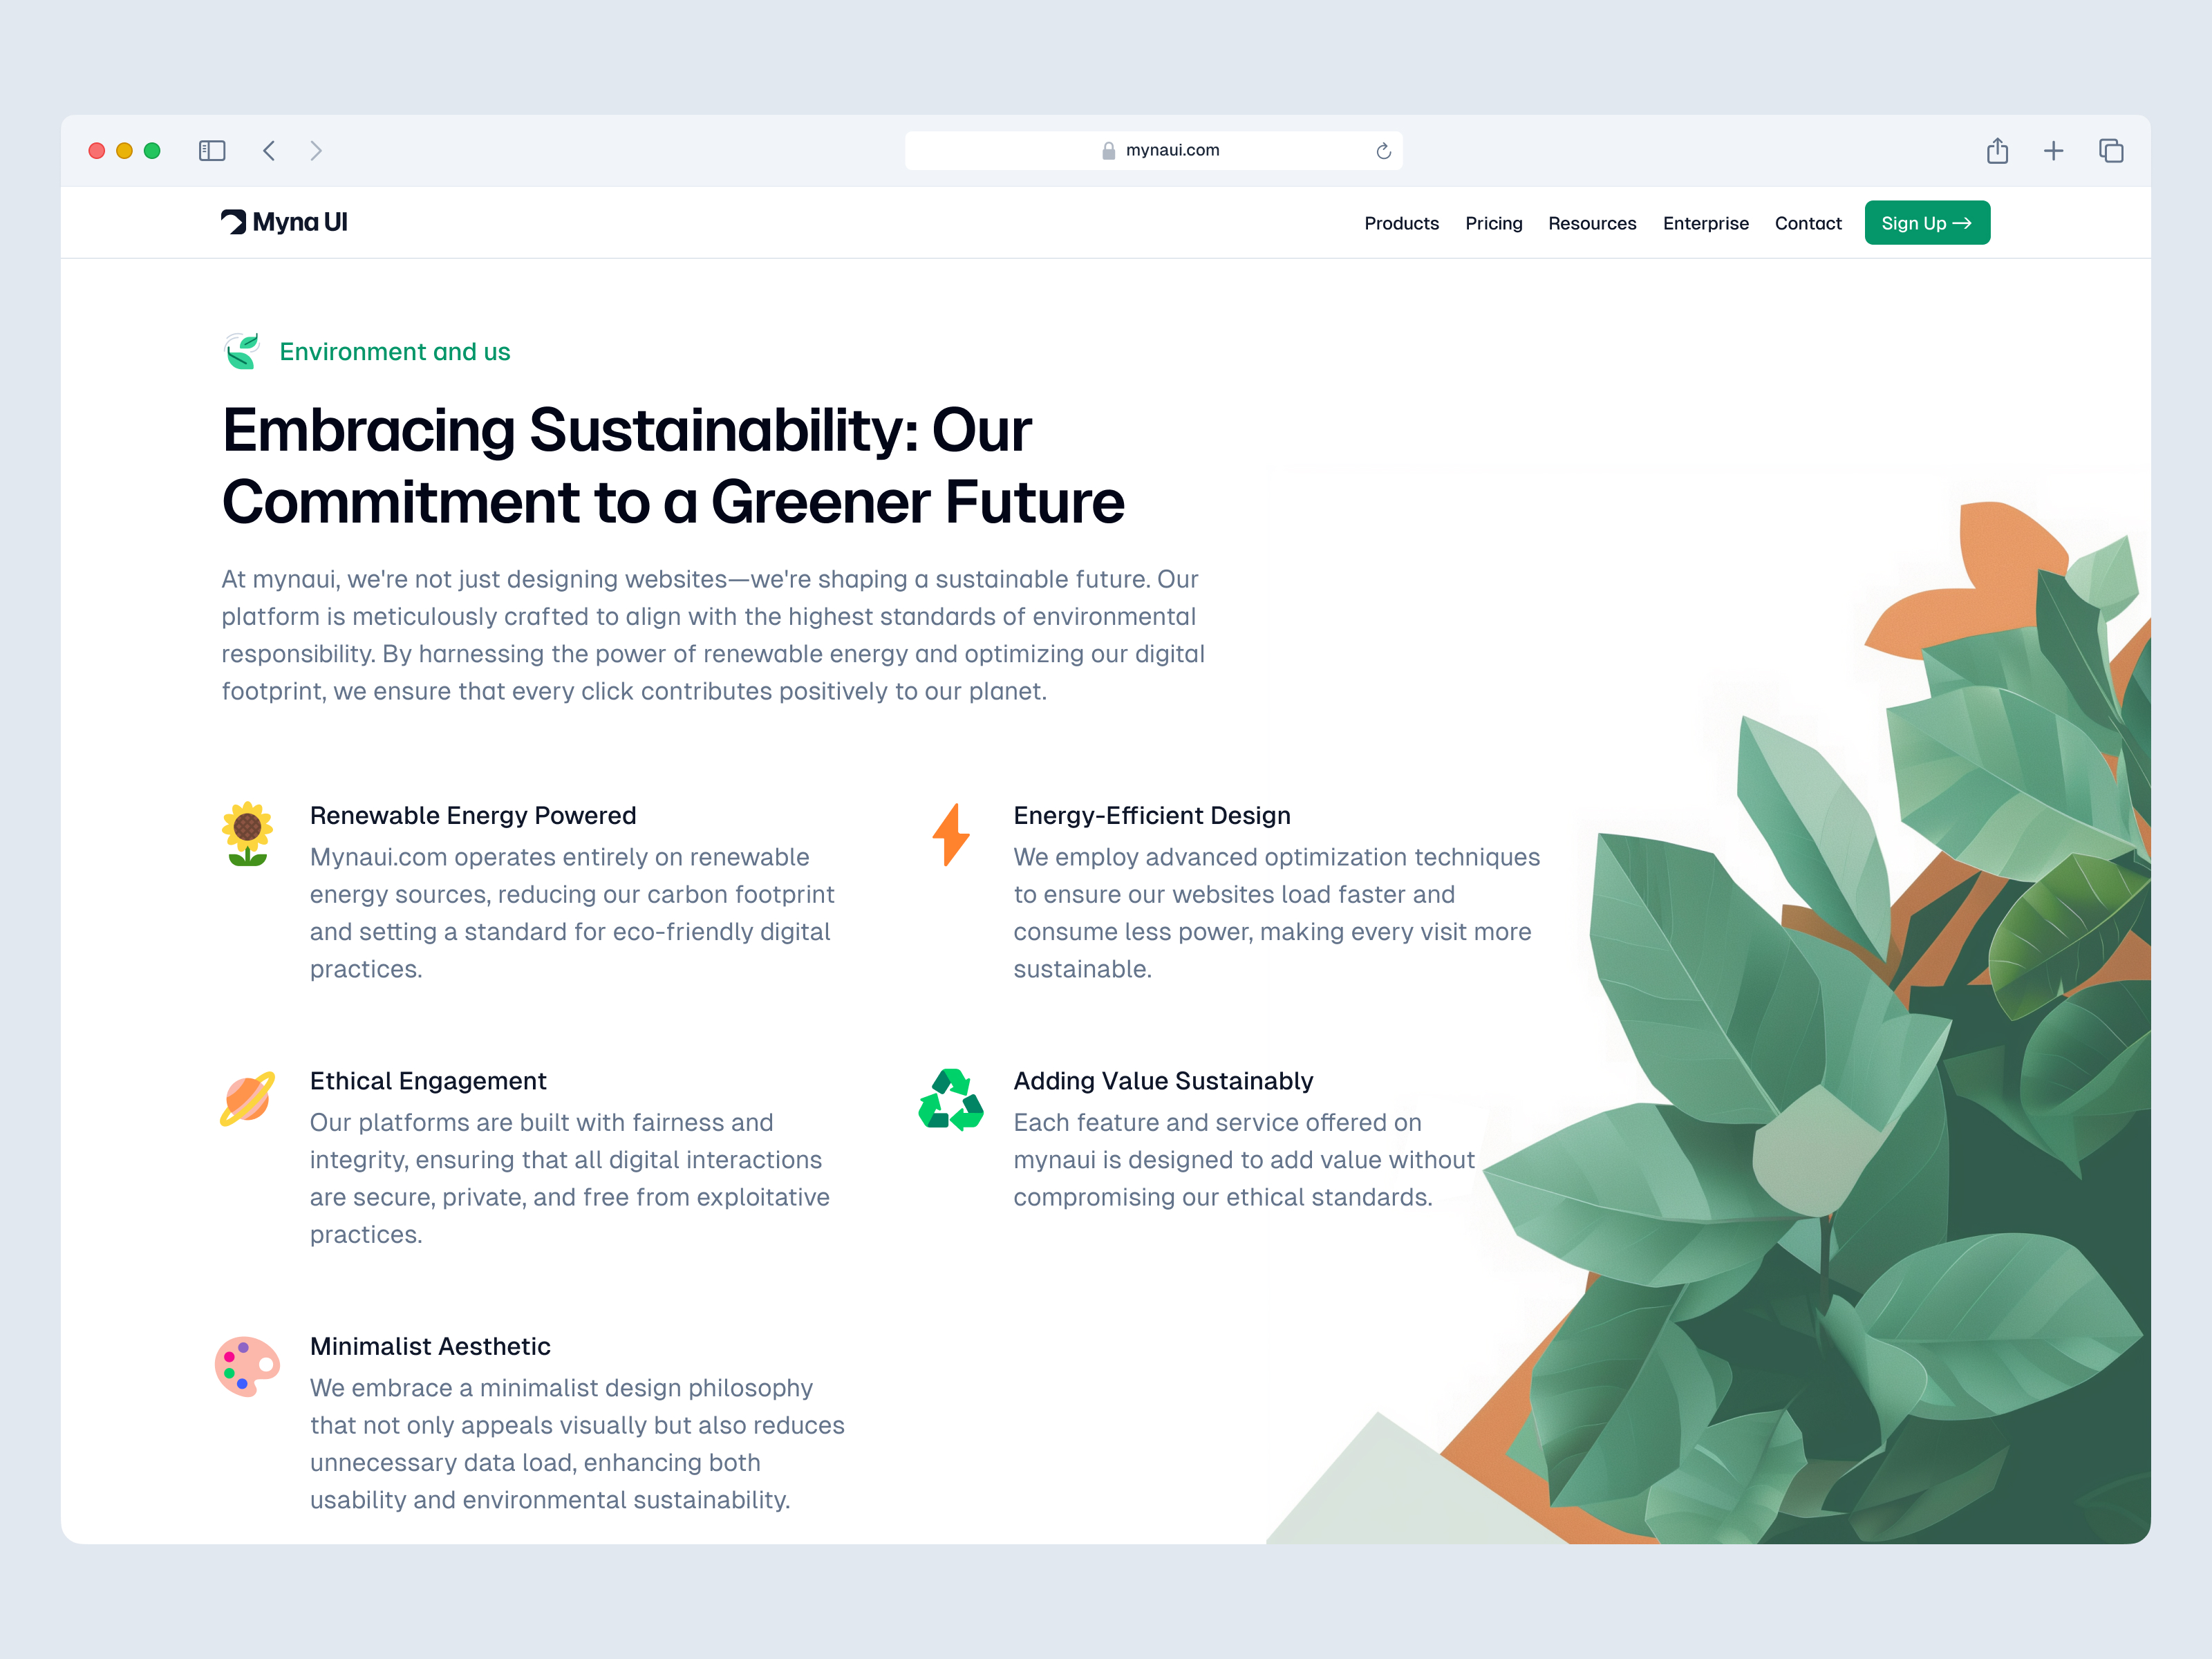 mynaui.com
Myna UI
Products Pricing Resources Enterprise Contact Sign Up →
Environment and us
Embracing Sustainability: Our
Commitment to a Greener Future
At mynaui, we're not just designing websites—we're shaping a sustainable future. Our
platform is meticulously crafted to align with the highest standards of environmental
responsibility. By harnessing the power of renewable energy and optimizing our digital
footprint, we ensure that every click contributes positively to our planet.
Renewable Energy Powered
Mynaui.com operates entirely on renewable
energy sources, reducing our carbon footprint
and setting a standard for eco-friendly digital
practices.
Energy-Efficient Design
We employ advanced optimization techniques
to ensure our websites load faster and
consume less power, making every visit more
sustainable.
Ethical Engagement
Our platforms are built with fairness and
integrity, ensuring that all digital interactions
are secure, private, and free from exploitative
practices.
Adding Value Sustainably
Each feature and service offered on
mynaui is designed to add value without
compromising our ethical standards.
Minimalist Aesthetic
We embrace a minimalist design philosophy
that not only appeals visually but also reduces
unnecessary data load, enhancing both
usability and environmental sustainability.